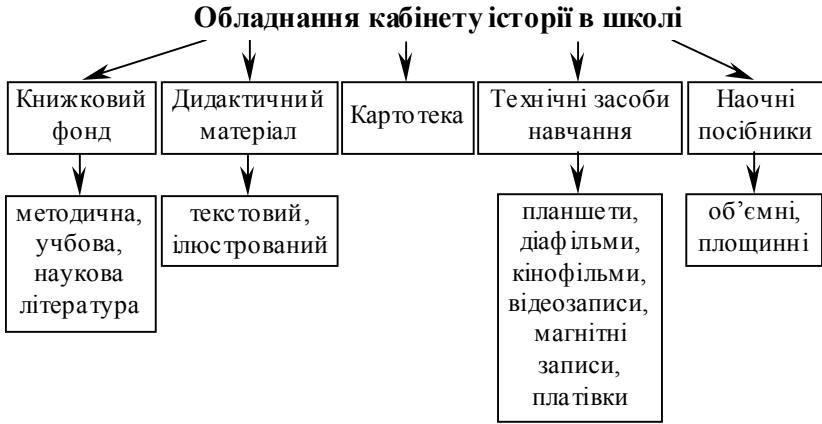 Обладнання кабінету історії в школі
Книжковий
фонд
Дидактичний
матеріал
Картотека
Технічні засоби
навчання
Наочні
посібники
методична,
учбова,
наукова
література
текстовий,
ілюстрований
планшети,
діафільми,
кінофільми,
відеозаписи,
магнітні
записи,
платівки
об’ємні,
площинні